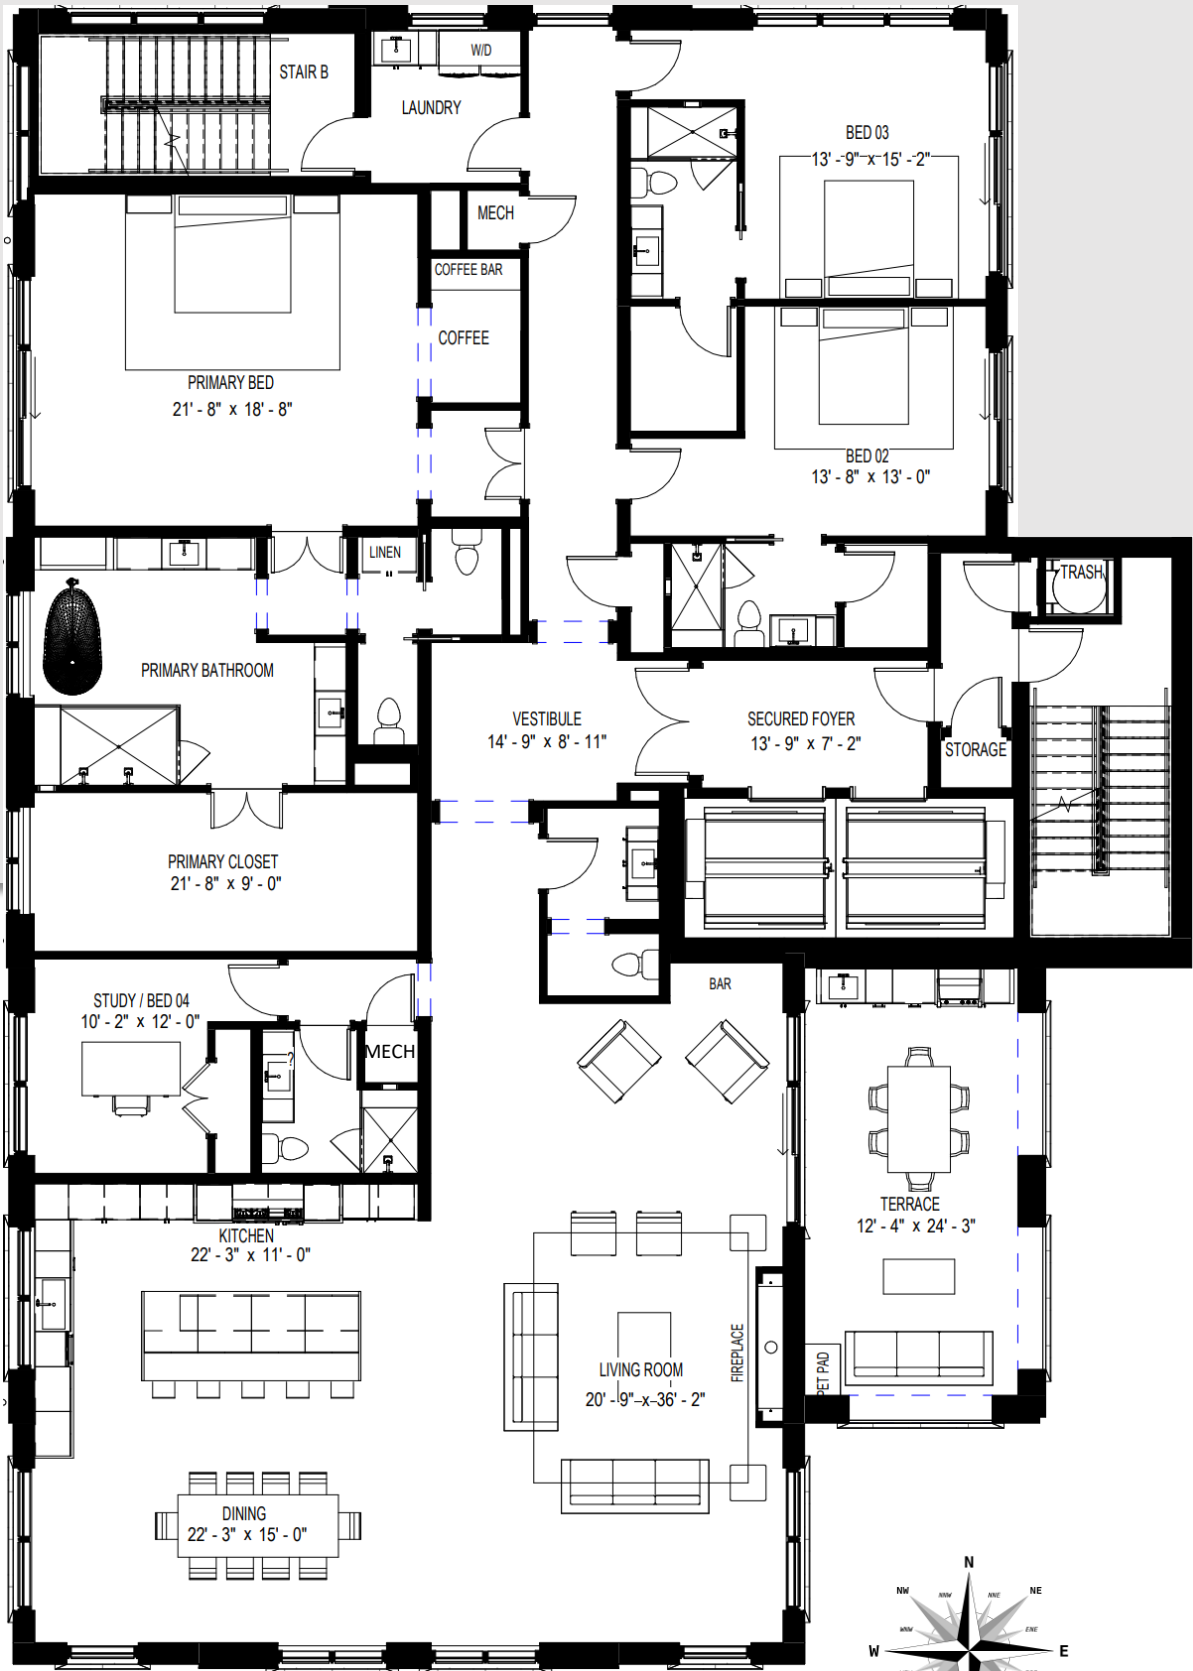 W/D
STAIR B
LAUNDRY
BED 03
13' - 9" x 15' - 2"
MECH
COFFEE BAR
COFFEE
PRIMARY BED
21' - 8" x 18' - 8"
BED 02
13' - 8" x 13' - 0"
LINEN
TRASH
PRIMARY BATHROOM
VESTIBULE
14' - 9" x 8' - 11"
SECURED FOYER
13' - 9" x 7' - 2"
STORAGE
PRIMARY CLOSET
21' - 8" x 9' - 0"
STUDY / BED 04
10' - 2" x 12' - 0"
BAR
MECH
?
TERRACE
12' - 4" x 24' - 3"
KITCHEN
22' - 3" x 11' - 0"
LIVING ROOM
20' - 9" x 36' - 2"
FIREPLACE
PET PAD
DINING
22' - 3" x 15' - 0"
N
NW
NNW
NNE
NE
WNW
ENE
W
E